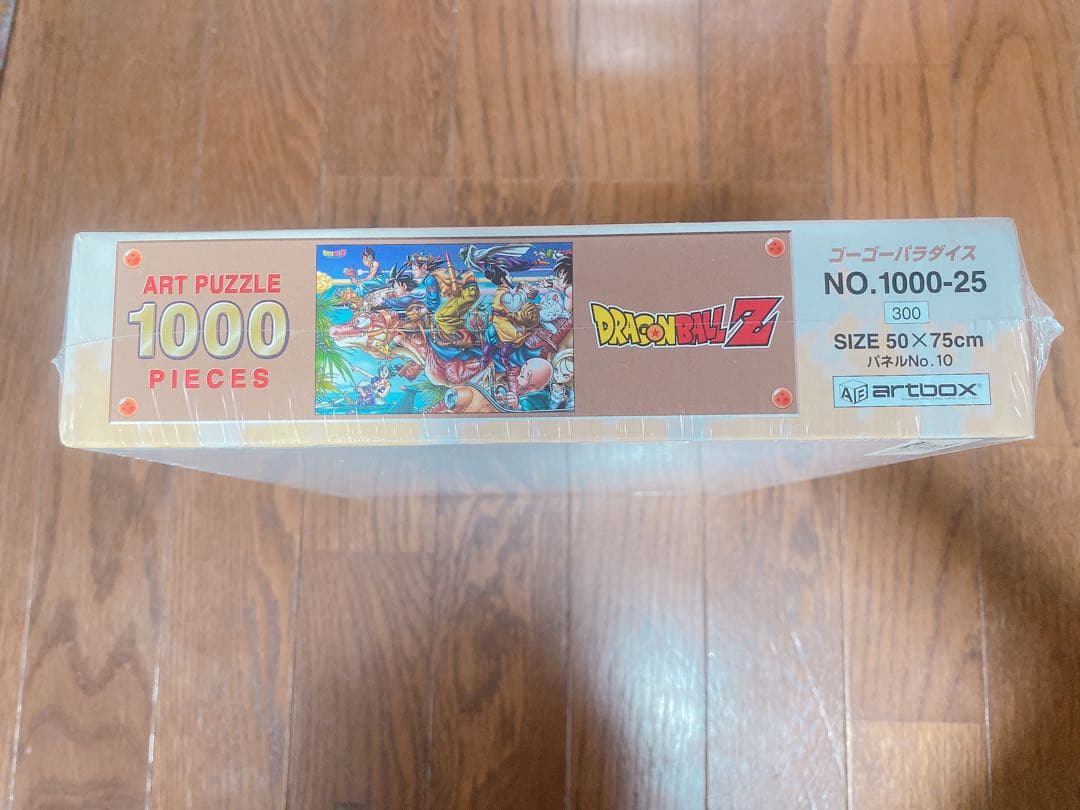 ART PUZZLE
1000
PIECES
DRAGONBALL Z
DRAGONBALL Z
ゴーゴーパラダイス
NO.1000-25
300
SIZE 50×75cm
パネルNo.10
artbox